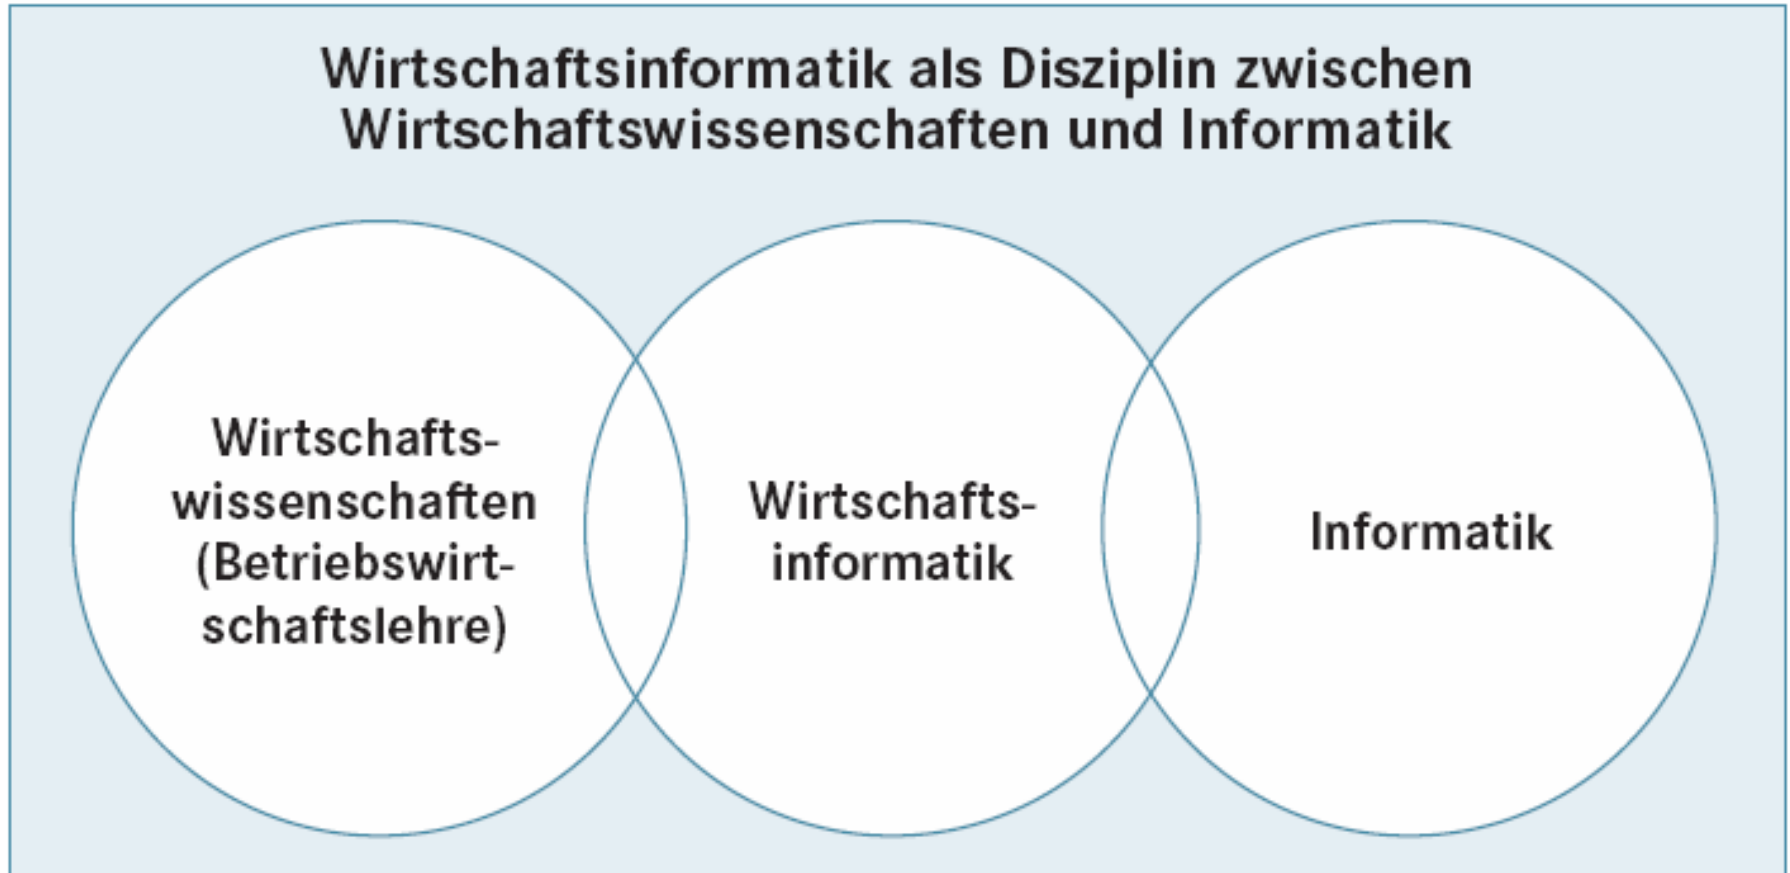 Wirtschaftsinformatik als Disziplin zwischen
Wirtschaftswissenschaften und Informatik
Wirtschafts-
wissenschaften
(Betriebswirt-
schaftslehre)
Wirtschafts-
informatik
Informatik